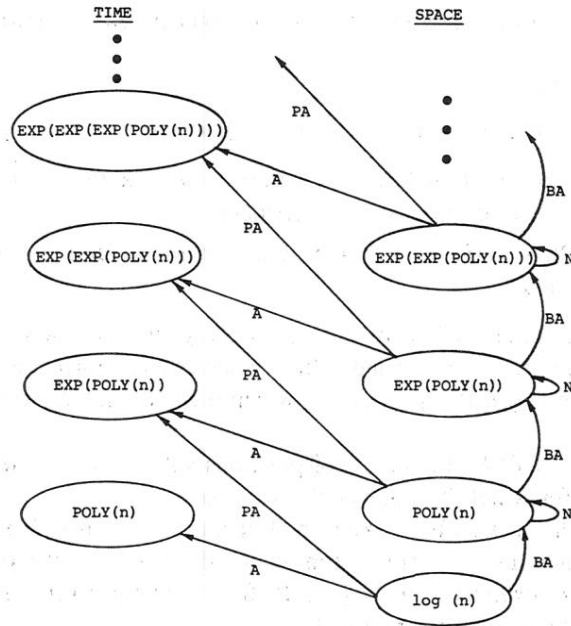 TIME SPACE
PA
EXP(EXP(EXP(POLY(n))))
A
BA
PA
EXP(EXP(POLY(n)))
EXP(EXP(POLY(n)))
N
A
BA
PA
EXP(POLY(n))
EXP(POLY(n))
N
A
BA
POLY(n)
PA
POLY(n)
N
A
BA
log (n)